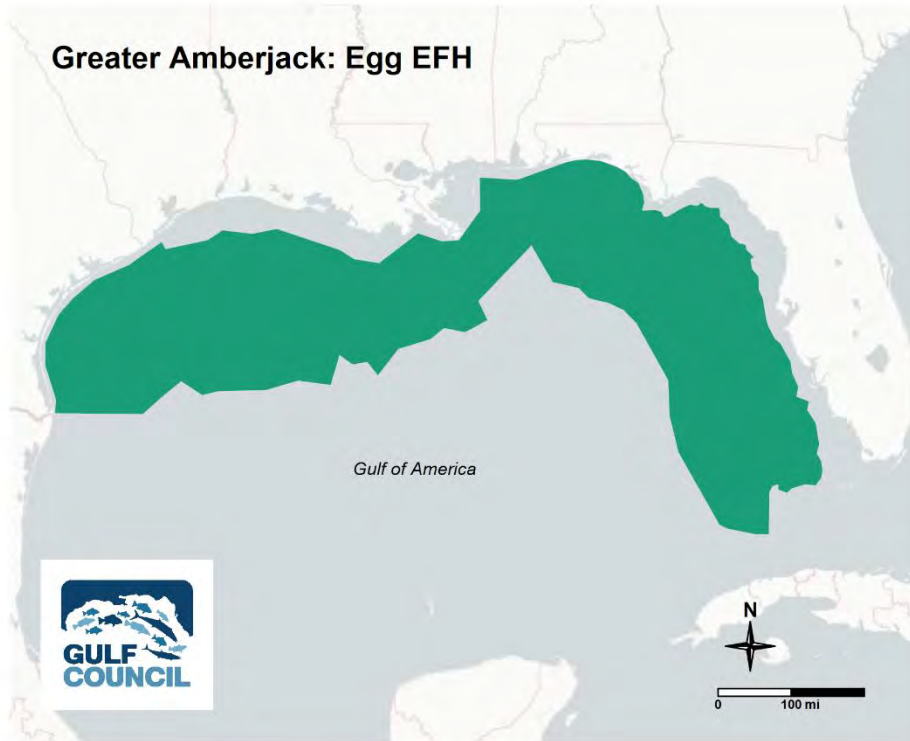 Greater Amberjack: Egg EFH
Gulf of America
GULF
COUNCIL
N
0 100 mi